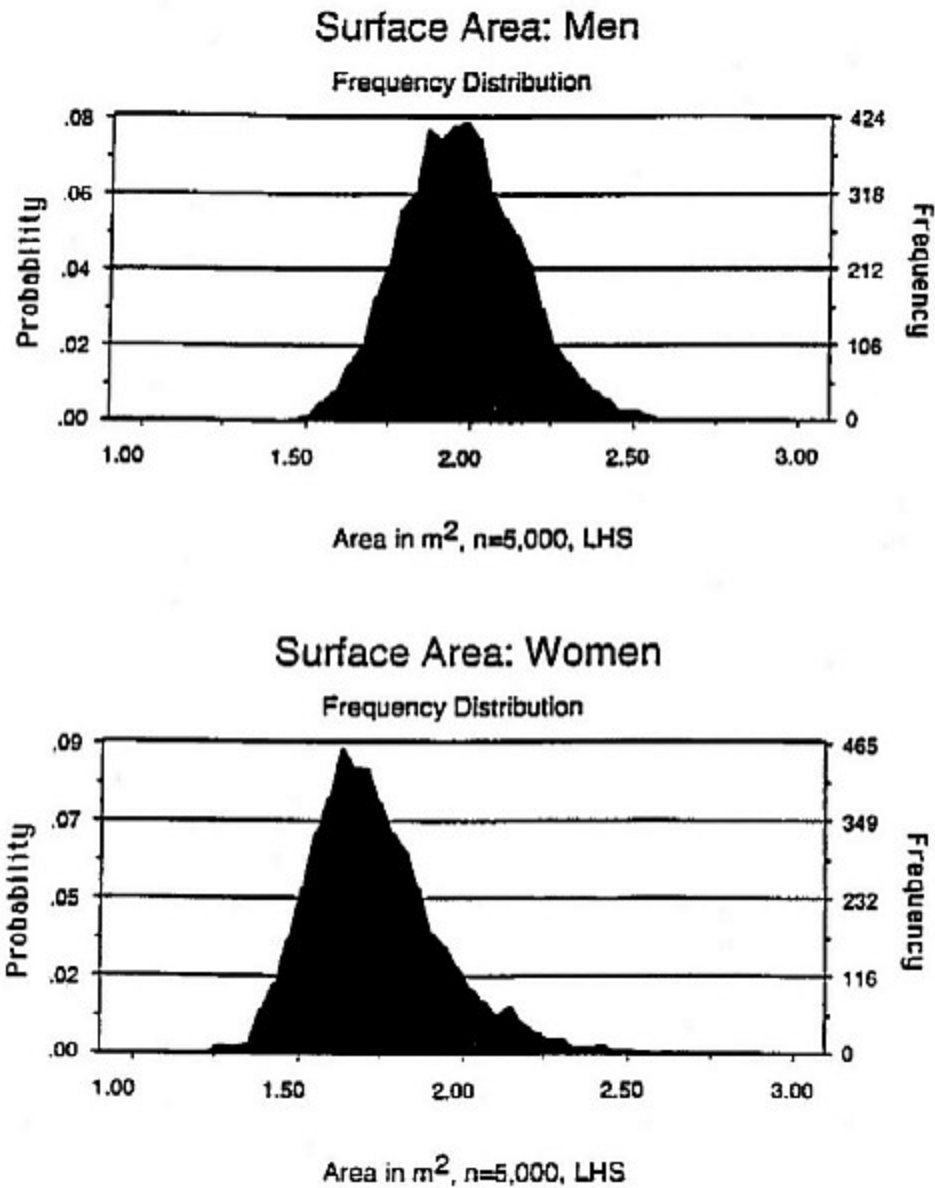 Surface Area: Men
Frequency Distribution
Probability
Frequency
.08
.06
.04
.02
.00
424
318
212
106
0
1.00 1.50 2.00 2.50 3.00
Area in m², n=5,000, LHS
Surface Area: Women
Frequency Distribution
Probability
Frequency
.09
.07
.05
.02
.00
465
349
232
116
0
1.00 1.50 2.00 2.50 3.00
Area in m², n=5,000, LHS